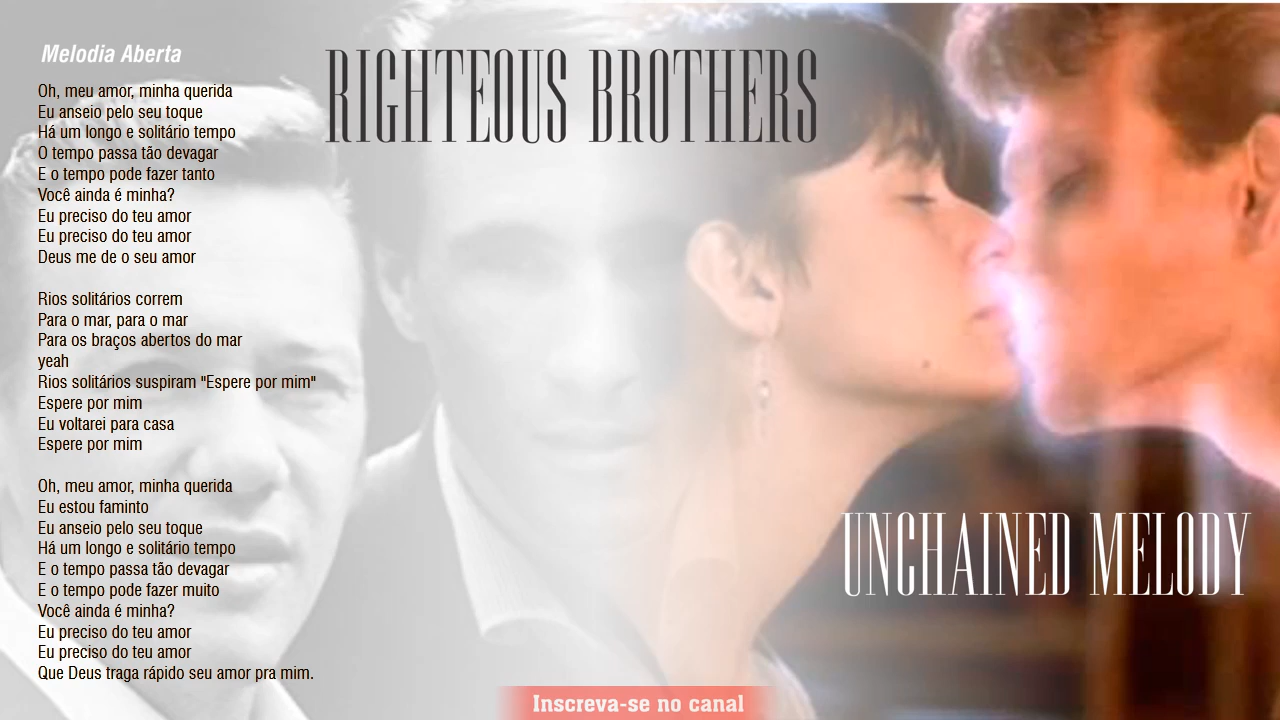 Melodia Aberta
Oh, meu amor, minha querida
Eu anseio pelo seu toque
Há um longo e solitário tempo
O tempo passa tão devagar
E o tempo pode fazer tanto
Você ainda é minha?
Eu preciso do teu amor
Eu preciso do teu amor
Deus me de o seu amor
Rios solitários correm
Para o mar, para o mar
Para os braços abertos do mar
yeah
Rios solitários suspiram "Espere por mim"
Espere por mim
Eu voltarei para casa
Espere por mim
Oh, meu amor, minha querida
Eu estou faminto
Eu anseio pelo seu toque
Há um longo e solitário tempo
E o tempo passa tão devagar
E o tempo pode fazer muito
Você ainda é minha?
Eu preciso do teu amor
Eu preciso do teu amor
Que Deus traga rápido seu amor pra mim.
RIGHTEOUS BROTHERS
UNCHAINED MELODY
Inscreva-se no canal